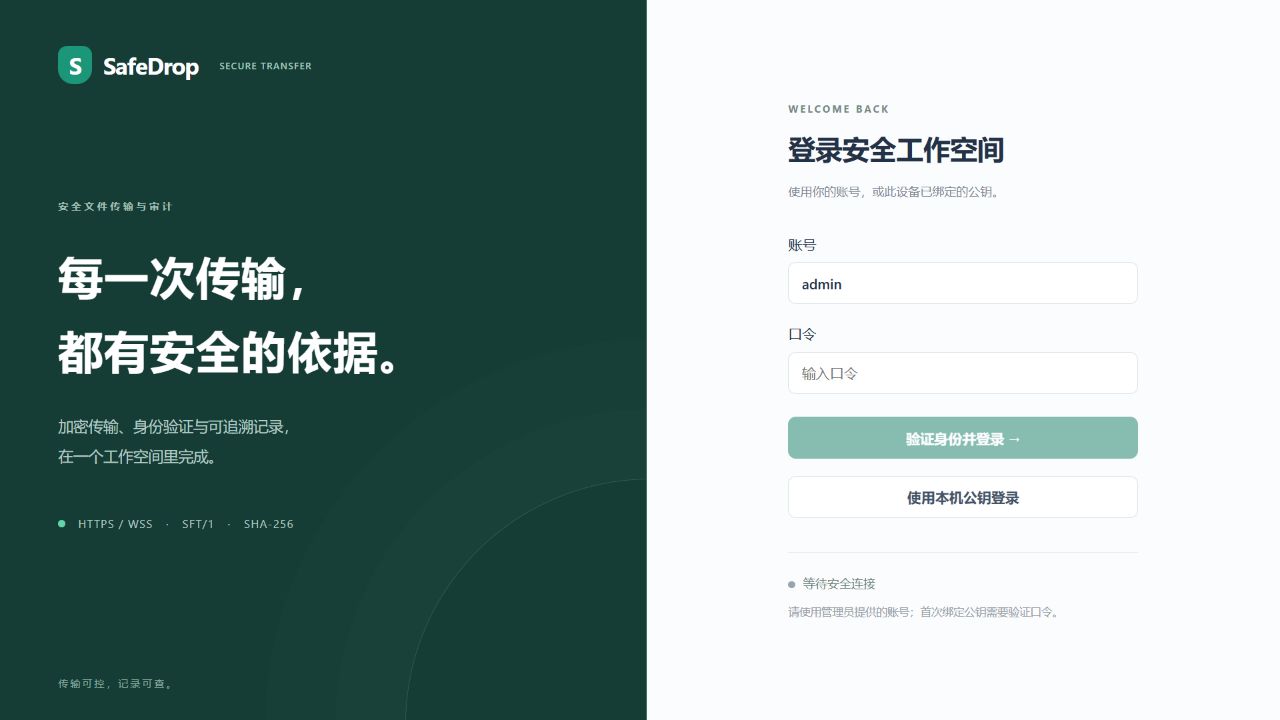 S SafeDrop SECURE TRANSFER
安全文件传输与审计
每一次传输，
都有安全的依据。
加密传输、身份验证与可追溯记录，
在一个工作空间里完成。
HTTPS / WSS · SFT/1 · SHA-256
传输可控，记录可查。
WELCOME BACK
登录安全工作空间
使用你的账号，或此设备已绑定的公钥。
账号
admin
口令
输入口令
验证身份并登录 →
使用本机公钥登录
等待安全连接
请使用管理员提供的账号；首次绑定公钥需要验证口令。